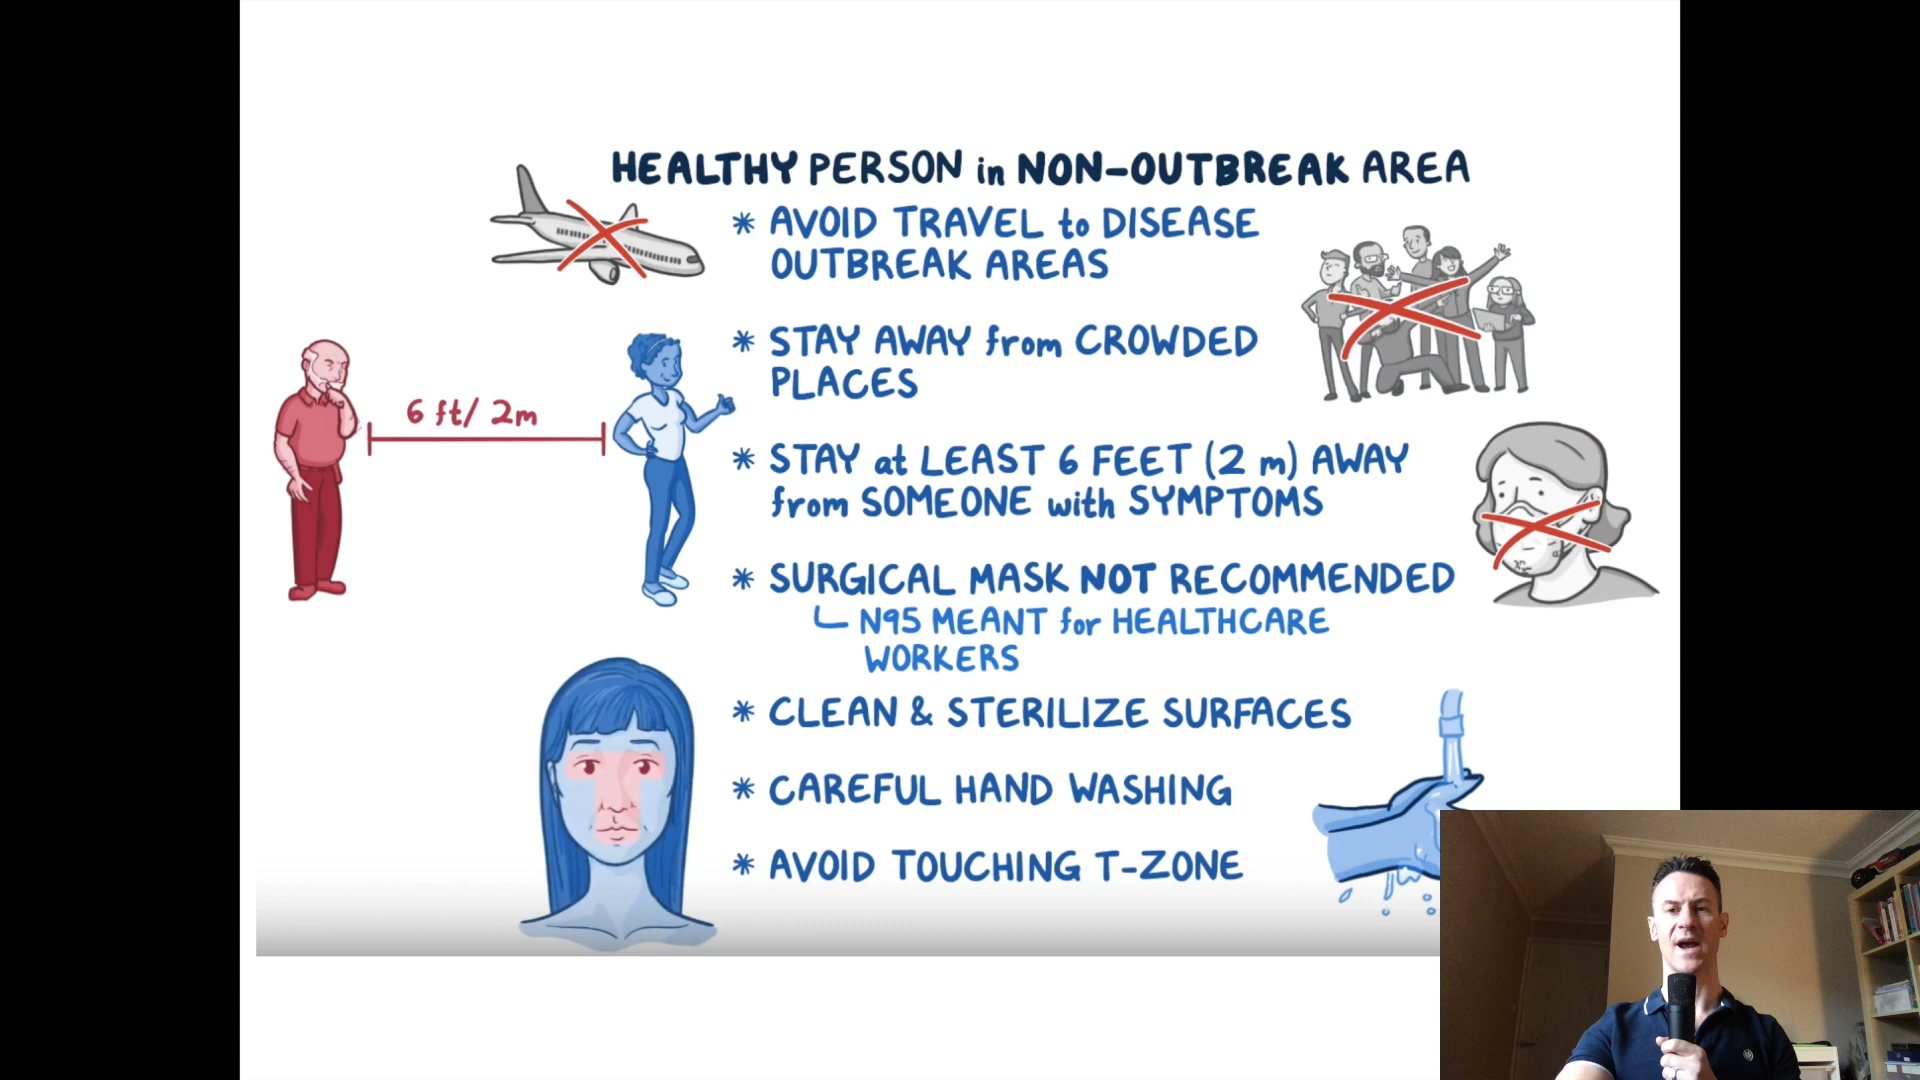 HEALTHY PERSON in NON-OUTBREAK AREA
* AVOID TRAVEL to DISEASE
OUTBREAK AREAS
* STAY AWAY from CROWDED
PLACES
6 ft/ 2m
* STAY at LEAST 6 FEET (2 m) AWAY
from SOMEONE with SYMPTOMS
* SURGICAL MASK NOT RECOMMENDED
N95 MEANT for HEALTHCARE
WORKERS
* CLEAN & STERILIZE SURFACES
* CAREFUL HAND WASHING
* AVOID TOUCHING T-ZONE